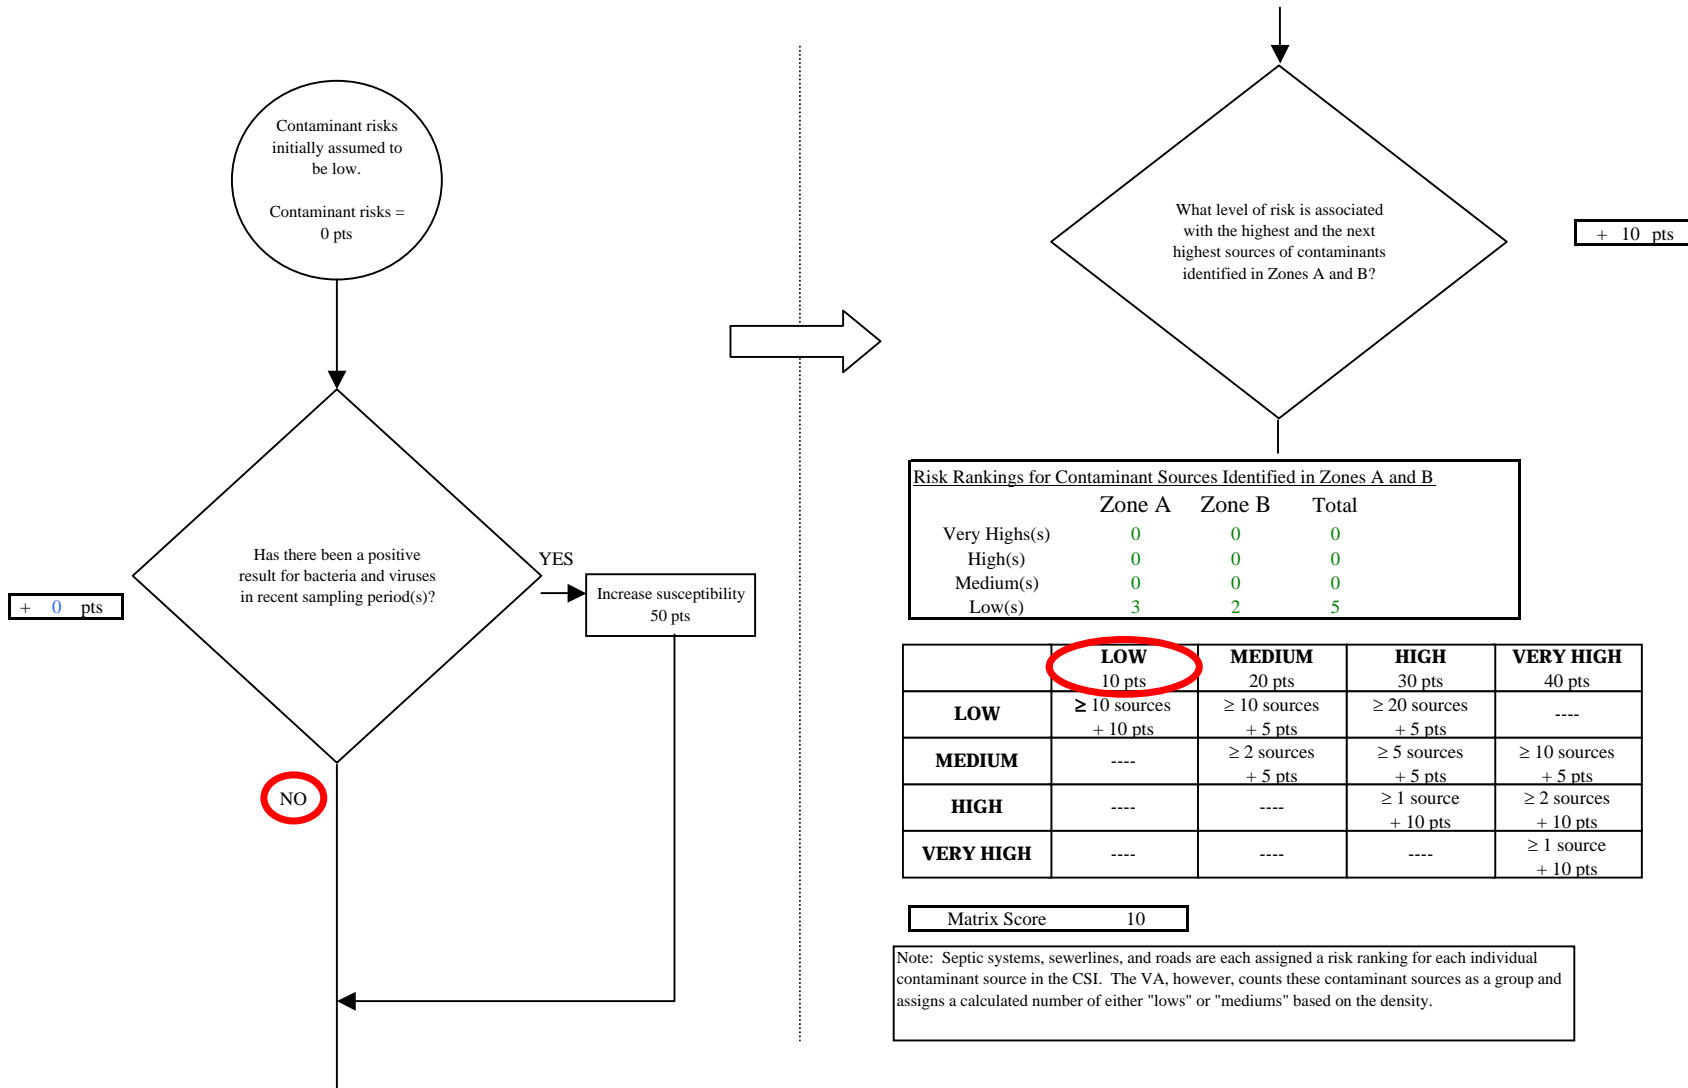 Contaminant risks
initially assumed to
be low.
Contaminant risks =
0 pts
Has there been a positive
result for bacteria and viruses
in recent sampling period(s)?
YES
Increase susceptibility
50 pts
+ 0 pts
NO
What level of risk is associated
with the highest and the next
highest sources of contaminants
identified in Zones A and B?
+ 10 pts
Risk Rankings for Contaminant Sources Identified in Zones A and B
Zone A Zone B Total
Very Highs(s) 0 0 0
High(s) 0 0 0
Medium(s) 0 0 0
Low(s) 3 2 5
LOW MEDIUM HIGH VERY HIGH
10 pts 20 pts 30 pts 40 pts
LOW ≥ 10 sources ≥ 10 sources ≥ 20 sources ----
+ 10 pts + 5 pts + 5 pts
MEDIUM ---- ≥ 2 sources ≥ 5 sources ≥ 10 sources
+ 5 pts + 5 pts + 5 pts
HIGH ---- ---- ≥ 1 source ≥ 2 sources
+ 10 pts + 10 pts
VERY HIGH ---- ---- ---- ≥ 1 source
+ 10 pts
Matrix Score 10
Note: Septic systems, sewerlines, and roads are each assigned a risk ranking for each individual
contaminant source in the CSI. The VA, however, counts these contaminant sources as a group and
assigns a calculated number of either "lows" or "mediums" based on the density.